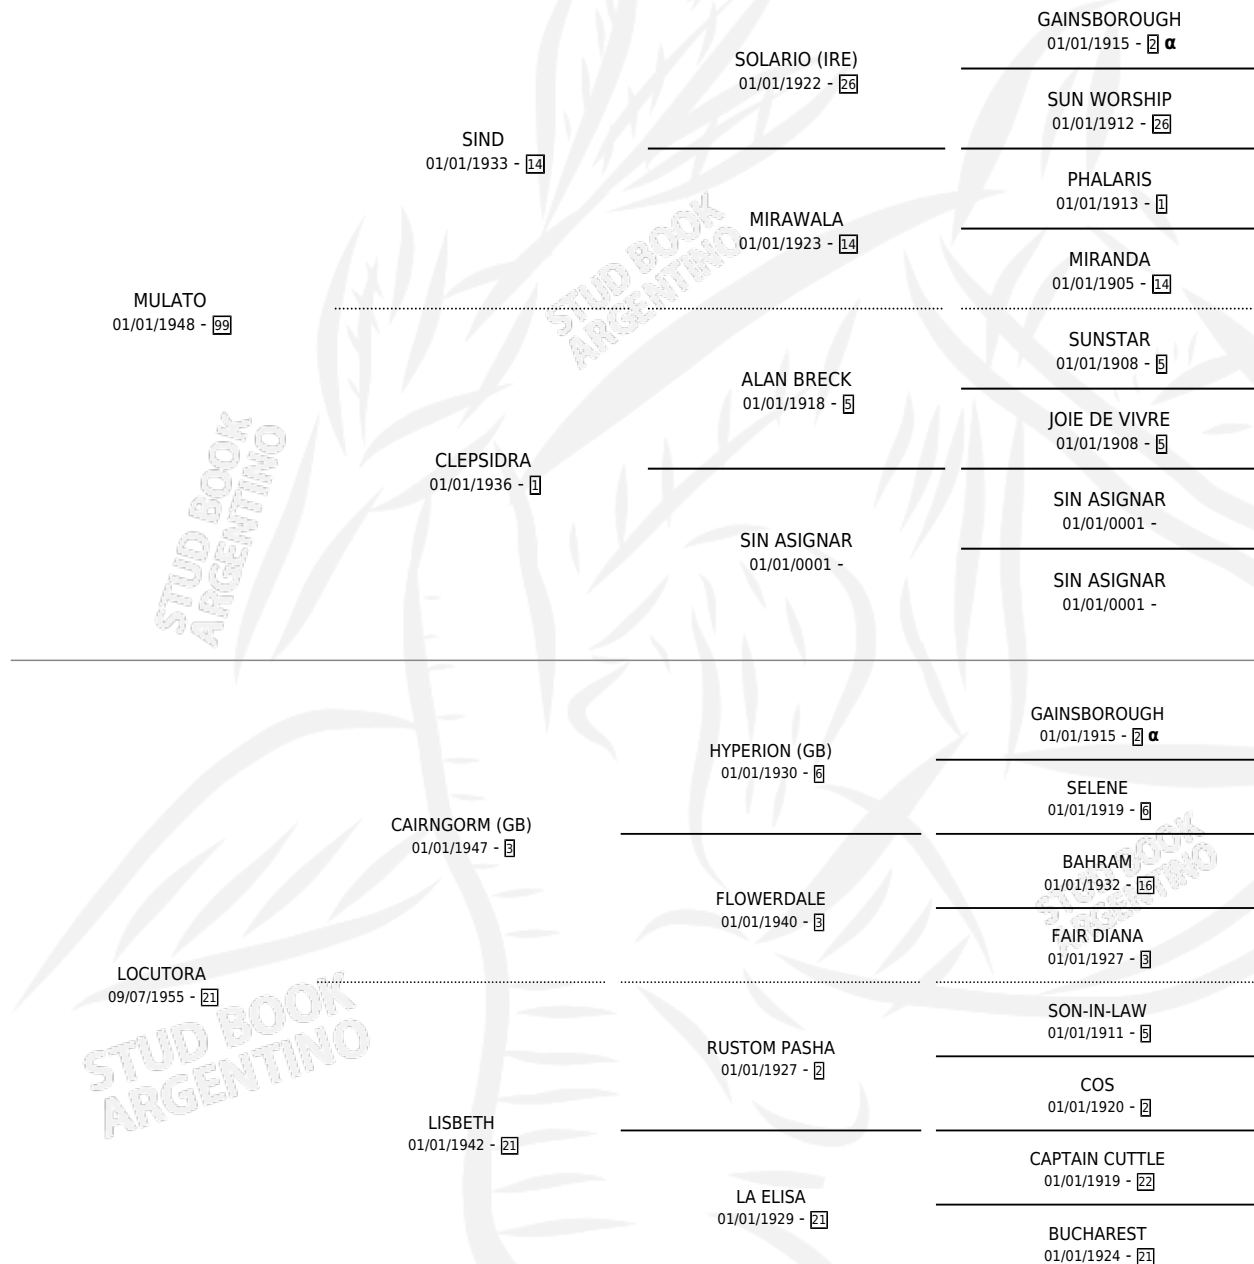 GAINSBOROUGH
01/01/1915 - 2 α
SOLARIO (IRE)
01/01/1922 - 26
SUN WORSHIP
01/01/1912 - 26
SIND
01/01/1933 - 14
PHALARIS
01/01/1913 - 1
MIRAWALA
01/01/1923 - 14
MIRANDA
01/01/1905 - 14
MULATO
01/01/1948 - 99
SUNSTAR
01/01/1908 - 5
ALAN BRECK
01/01/1918 - 5
JOIE DE VIVRE
01/01/1908 - 5
CLEPSIDRA
01/01/1936 - 1
SIN ASIGNAR
01/01/0001 -
SIN ASIGNAR
01/01/0001 -
SIN ASIGNAR
01/01/0001 -
GAINSBOROUGH
01/01/1915 - 2 α
HYPERION (GB)
01/01/1930 - 6
SELENE
01/01/1919 - 6
CAIRNGORM (GB)
01/01/1947 - 3
BAHRAM
01/01/1932 - 16
FLOWERDALE
01/01/1940 - 3
FAIR DIANA
01/01/1927 - 3
LOCUTORA
09/07/1955 - 21
SON-IN-LAW
01/01/1911 - 5
RUSTOM PASHA
01/01/1927 - 2
COS
01/01/1920 - 2
LISBETH
01/01/1942 - 21
CAPTAIN CUTTLE
01/01/1919 - 22
LA ELISA
01/01/1929 - 21
BUCHAREST
01/01/1924 - 21
STUD BOOK
ARGENTINO
STUD BOOK
ARGENTINO
STUD BOOK
ARGENTINO
STUD BOOK
ARGENTINO